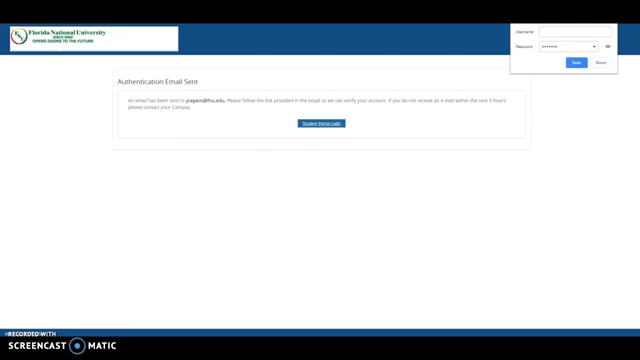 Florida National University
SINCE 1982
OPENS DOORS TO THE FUTURE
Username
Password
•••••••
Save
Never
Authentication Email Sent
An email has been sent to yrapero@fnu.edu. Please follow the link provided in the email so we can verify your account. If you do not receive an e-mail within the next 5 hours
please contact your Campus.
Student Portal Login
RECORDED WITH
SCREENCAST MATIC